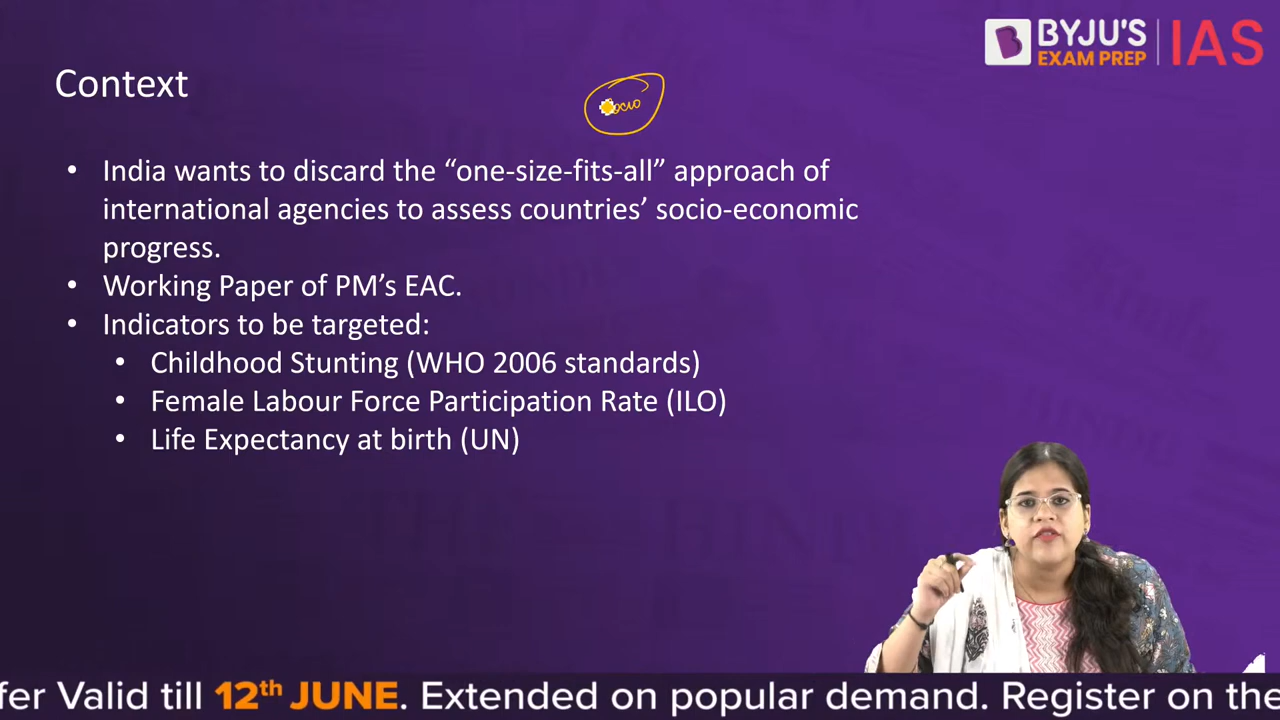 BYJU'S
EXAM PREP
IAS
Context
socio
• India wants to discard the “one-size-fits-all” approach of
international agencies to assess countries’ socio-economic
progress.
• Working Paper of PM’s EAC.
• Indicators to be targeted:
• Childhood Stunting (WHO 2006 standards)
• Female Labour Force Participation Rate (ILO)
• Life Expectancy at birth (UN)
fer Valid till 12th JUNE. Extended on popular demand. Register on the